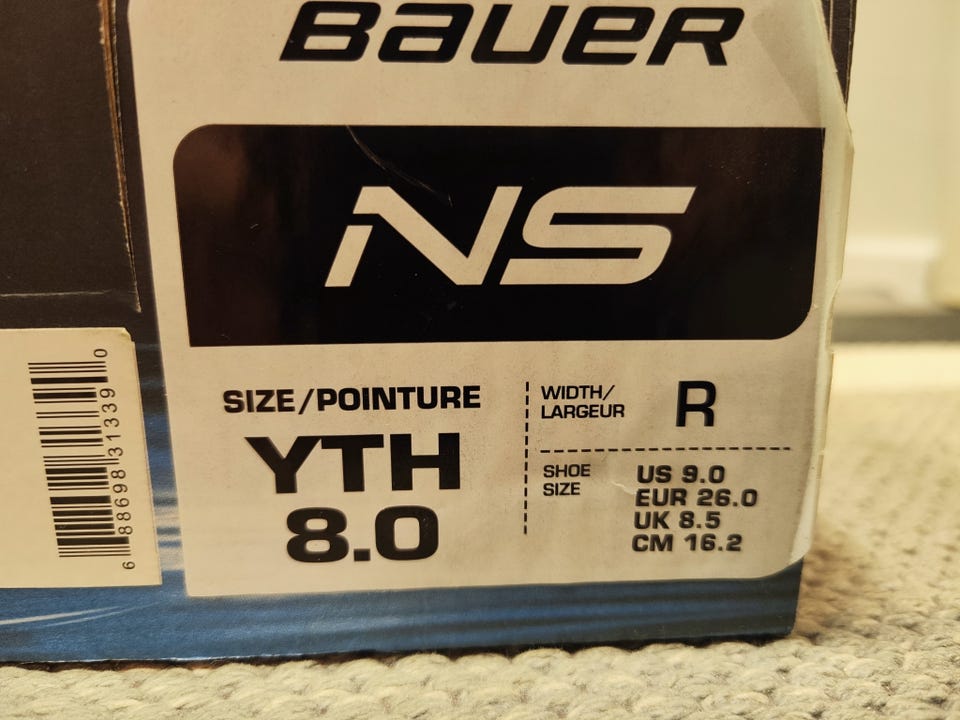 BAUER
NS
SIZE/POINTURE
YTH
8.0
WIDTH/
LARGEUR
R
SHOE
SIZE
US 9.0
EUR 26.0
UK 8.5
CM 16.2
6 88698 31339 0